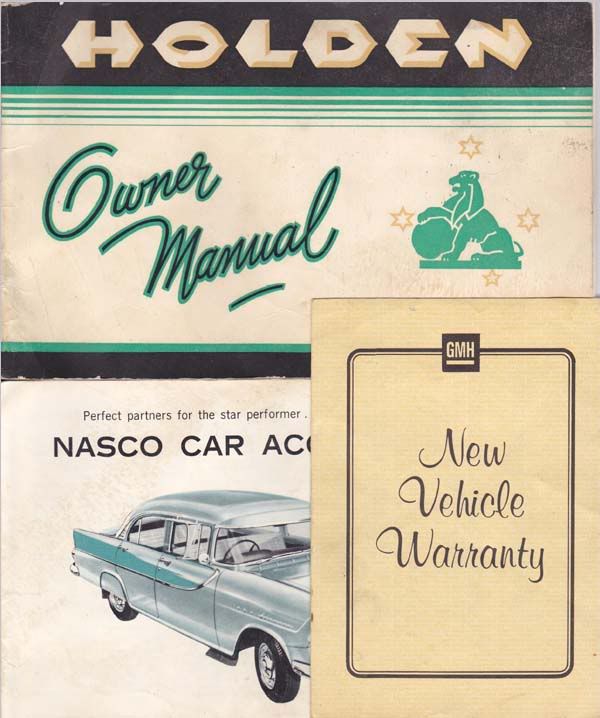 HOLDEN
Owner
Manual
Perfect partners for the star performer .
NASCO CAR ACC
GMH
New
Vehicle
Warranty